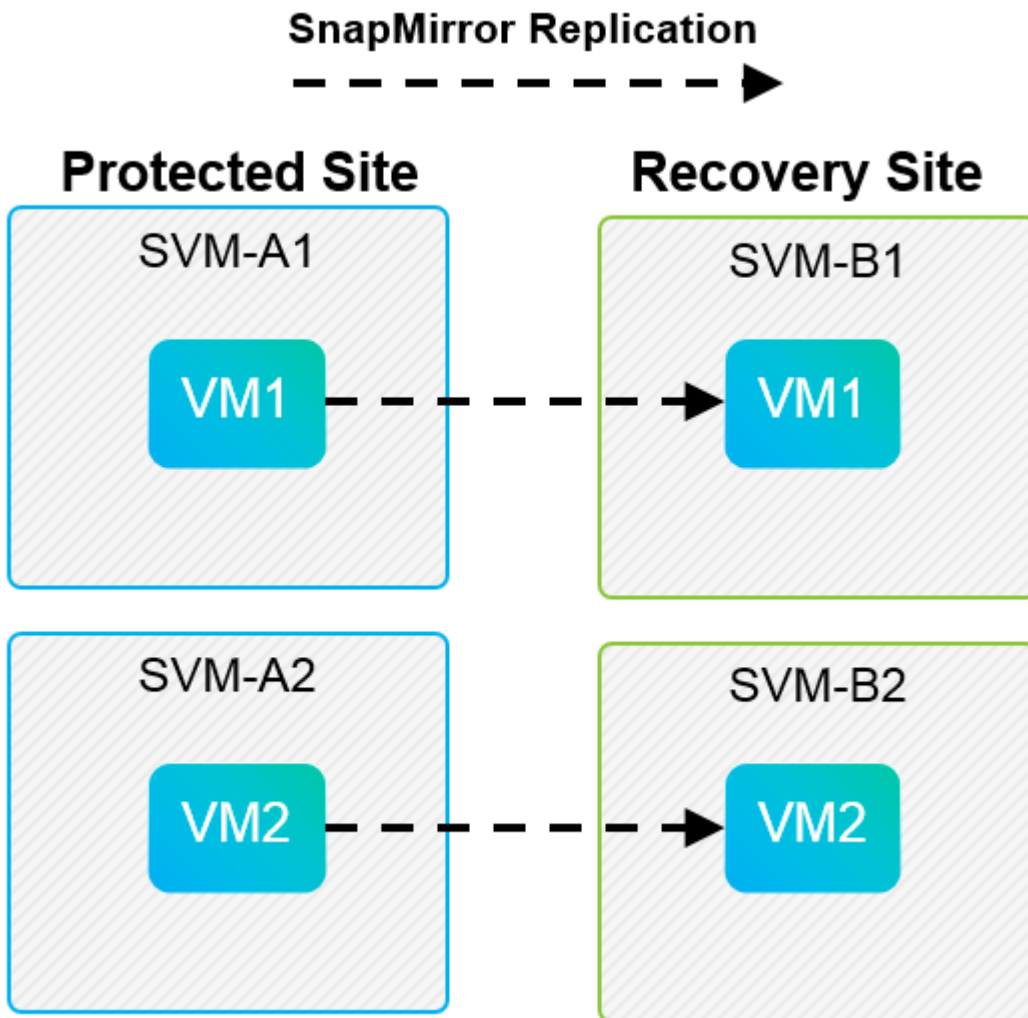 SnapMirror Replication
Protected Site
Recovery Site
SVM-A1
SVM-B1
VM1
VM1
SVM-A2
SVM-B2
VM2
VM2